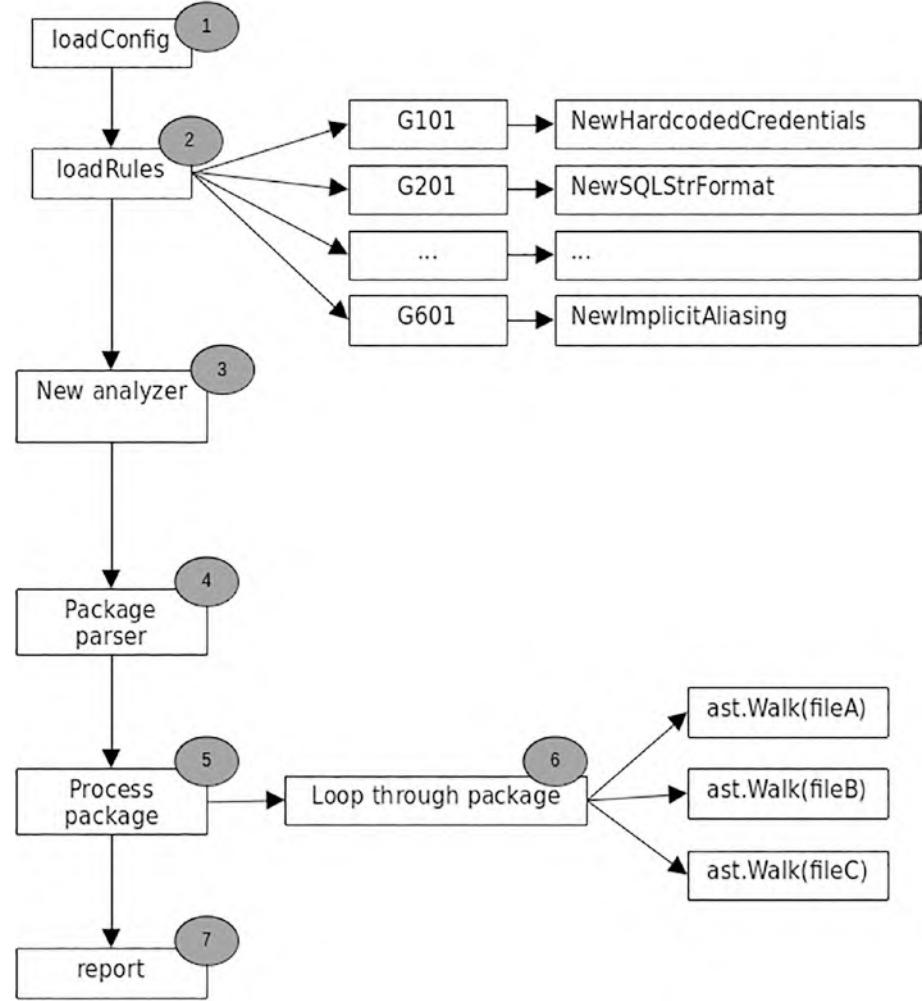 1
loadConfig
2
loadRules
G101
NewHardcodedCredentials
G201
NewSQLStrFormat
...
...
G601
NewImplicitAliasing
3
New analyzer
4
Package
parser
5
Process
package
6
Loop through package
ast.Walk(fileA)
ast.Walk(fileB)
ast.Walk(fileC)
7
report